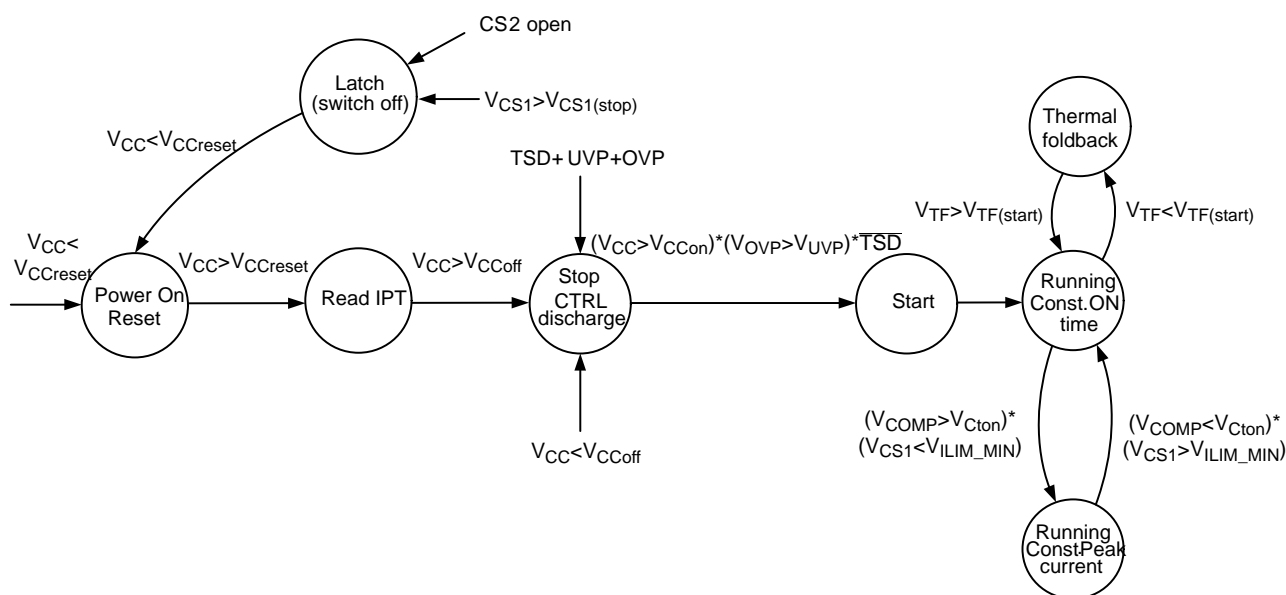 CS2 open
Latch
(switch off)
VCS1>VCS1(stop)
VCC<VCCreset
TSD+ UVP+OVP
Thermal
foldback
VTF>VTF(start)
VTF<VTF(start)
VCC<
VCCreset
Power On
Reset
VCC>VCCreset
Read IPT
VCC>VCCoff
Stop
CTRL
discharge
(VCC>VCCon)*(VOVP>VUVP)*T̅S̅D̅
Start
Running
Const.ON
time
VCC<VCCoff
(VCOMP>VCton)*
(VCS1<VILIM_MIN)
(VCOMP<VCton)*
(VCS1>VILIM_MIN)
Running
Const.Peak
current